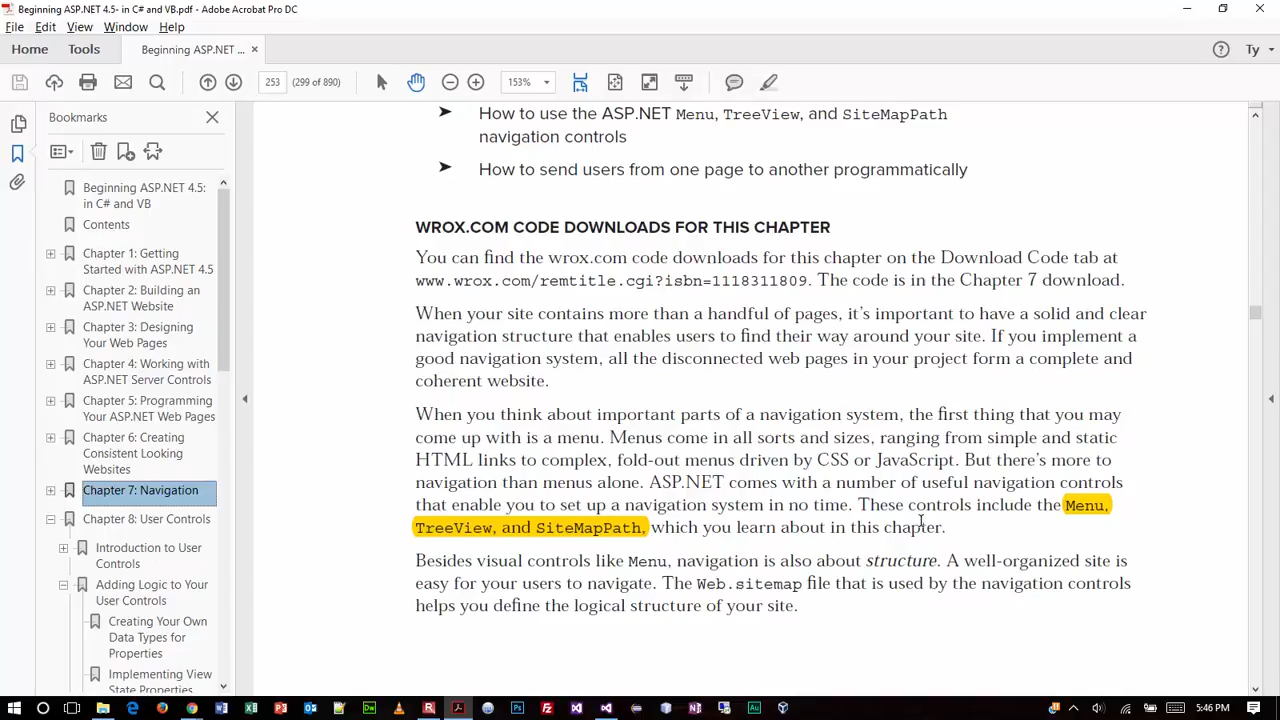 Beginning ASP.NET 4.5- in C# and VB.pdf - Adobe Acrobat Pro DC
File Edit View Window Help
Home Tools Beginning ASP.NET ... ×
Ty
253 (299 of 890) 153%
Bookmarks
Beginning ASP.NET 4.5:
in C# and VB
Contents
Chapter 1: Getting
Started with ASP.NET 4.5
Chapter 2: Building an
ASP.NET Website
Chapter 3: Designing
Your Web Pages
Chapter 4: Working with
ASP.NET Server Controls
Chapter 5: Programming
Your ASP.NET Web Pages
Chapter 6: Creating
Consistent Looking
Websites
Chapter 7: Navigation
Chapter 8: User Controls
Introduction to User
Controls
Adding Logic to Your
User Controls
Creating Your Own
Data Types for
Properties
Implementing View
State Properties
➤ How to use the ASP.NET Menu, TreeView, and SiteMapPath
navigation controls
➤ How to send users from one page to another programmatically
WROX.COM CODE DOWNLOADS FOR THIS CHAPTER
You can find the wrox.com code downloads for this chapter on the Download Code tab at
www.wrox.com/remtitle.cgi?isbn=1118311809. The code is in the Chapter 7 download.
When your site contains more than a handful of pages, it's important to have a solid and clear
navigation structure that enables users to find their way around your site. If you implement a
good navigation system, all the disconnected web pages in your project form a complete and
coherent website.
When you think about important parts of a navigation system, the first thing that you may
come up with is a menu. Menus come in all sorts and sizes, ranging from simple and static
HTML links to complex, fold-out menus driven by CSS or JavaScript. But there's more to
navigation than menus alone. ASP.NET comes with a number of useful navigation controls
that enable you to set up a navigation system in no time. These controls include the Menu,
TreeView, and SiteMapPath, which you learn about in this chapter.
Besides visual controls like Menu, navigation is also about structure. A well-organized site is
easy for your users to navigate. The Web.sitemap file that is used by the navigation controls
helps you define the logical structure of your site.
5:46 PM